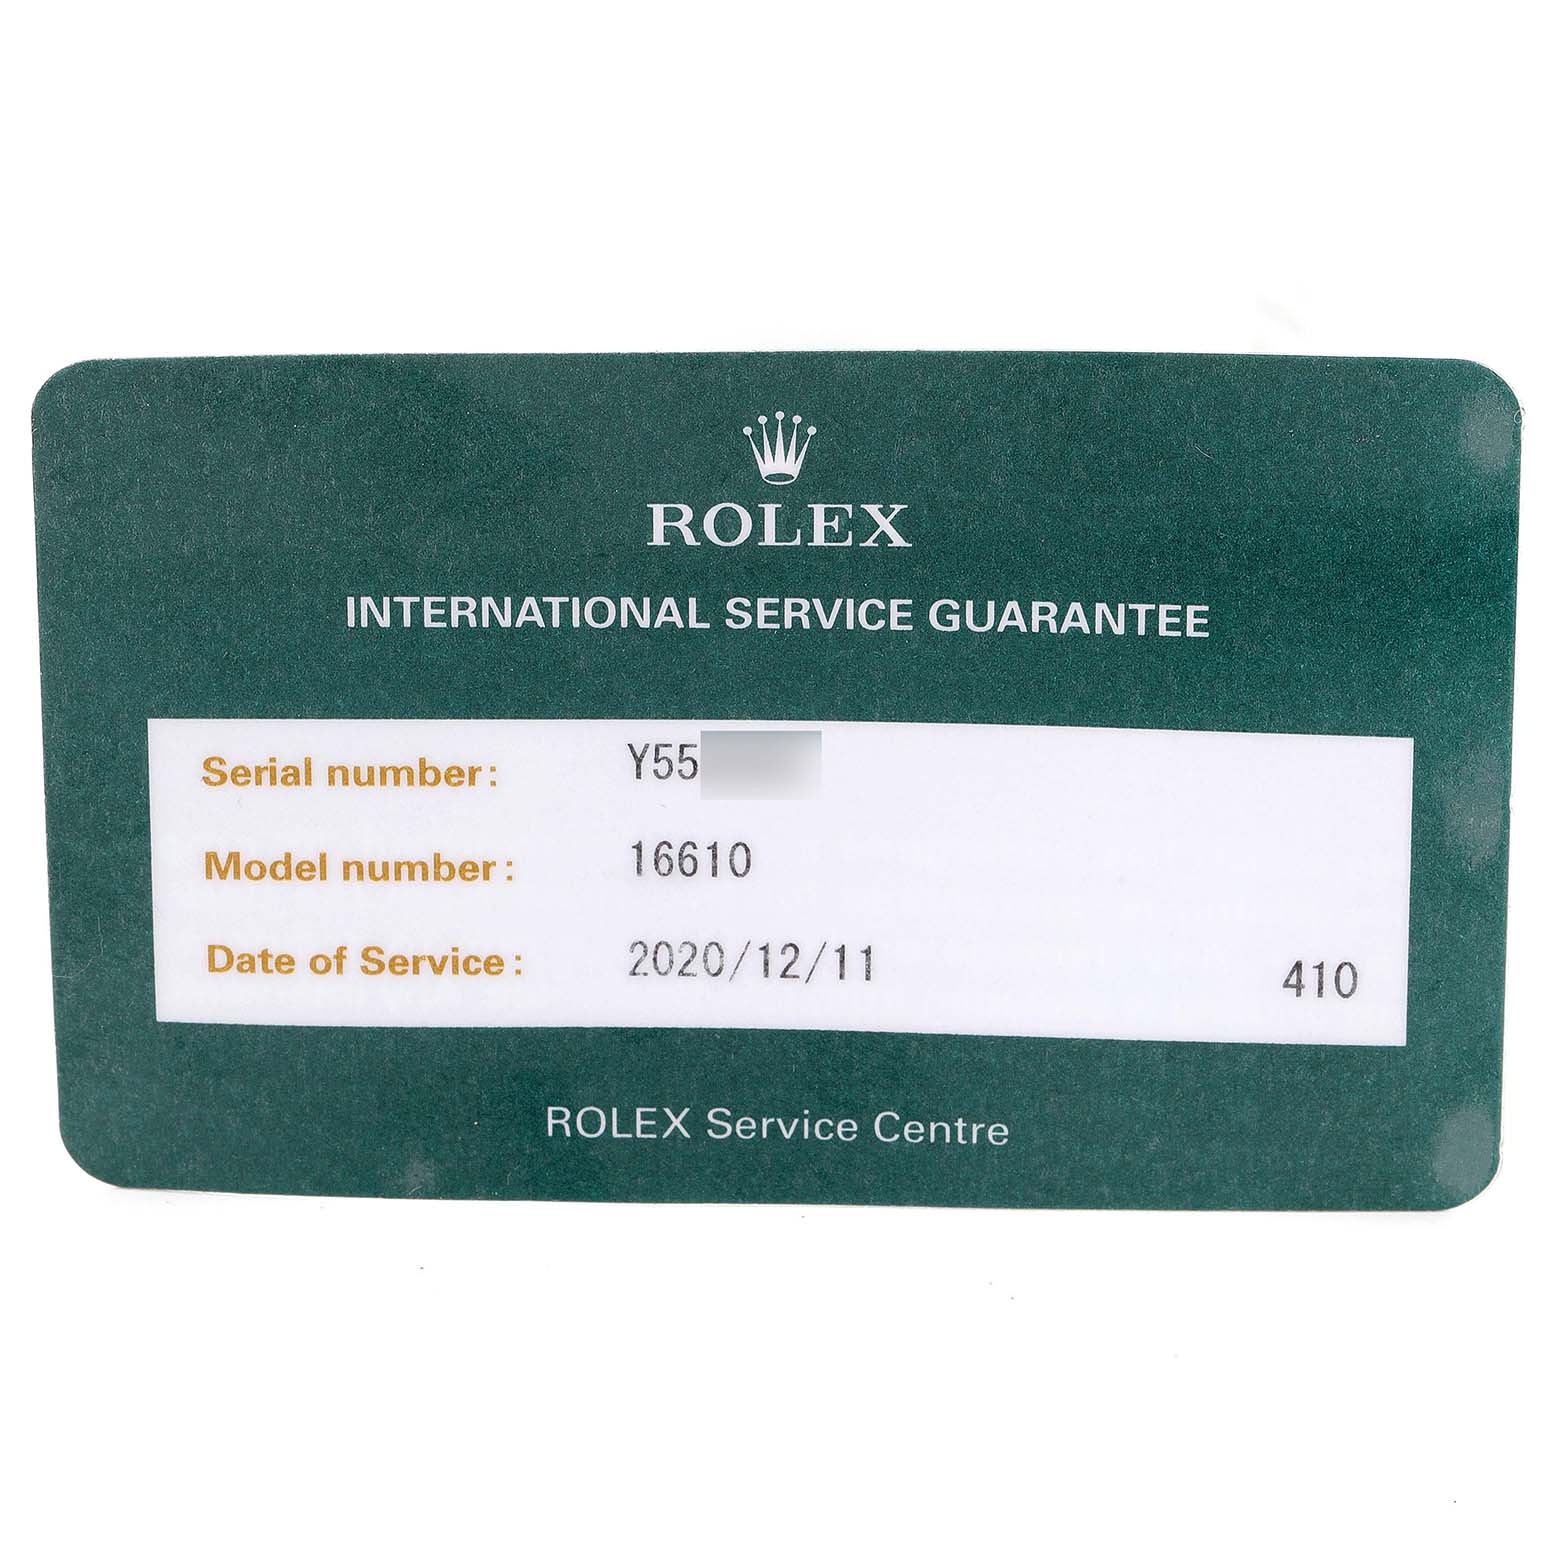 ROLEX
INTERNATIONAL SERVICE GUARANTEE
Serial number: Y55
Model number: 16610
Date of Service: 2020/12/11 410
ROLEX Service Centre